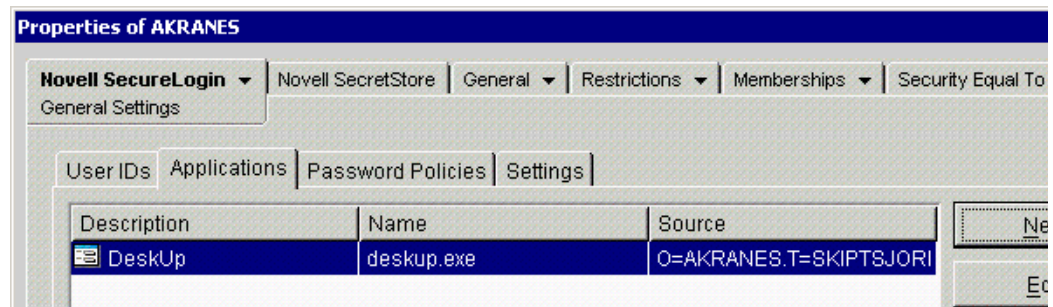 Properties of AKRANES
Novell SecureLogin Novell SecretStore General Restrictions Memberships Security Equal To
General Settings
User IDs Applications Password Policies Settings
Description Name Source Ne
DeskUp deskup.exe O=AKRANES.T=SKIPTSJORI